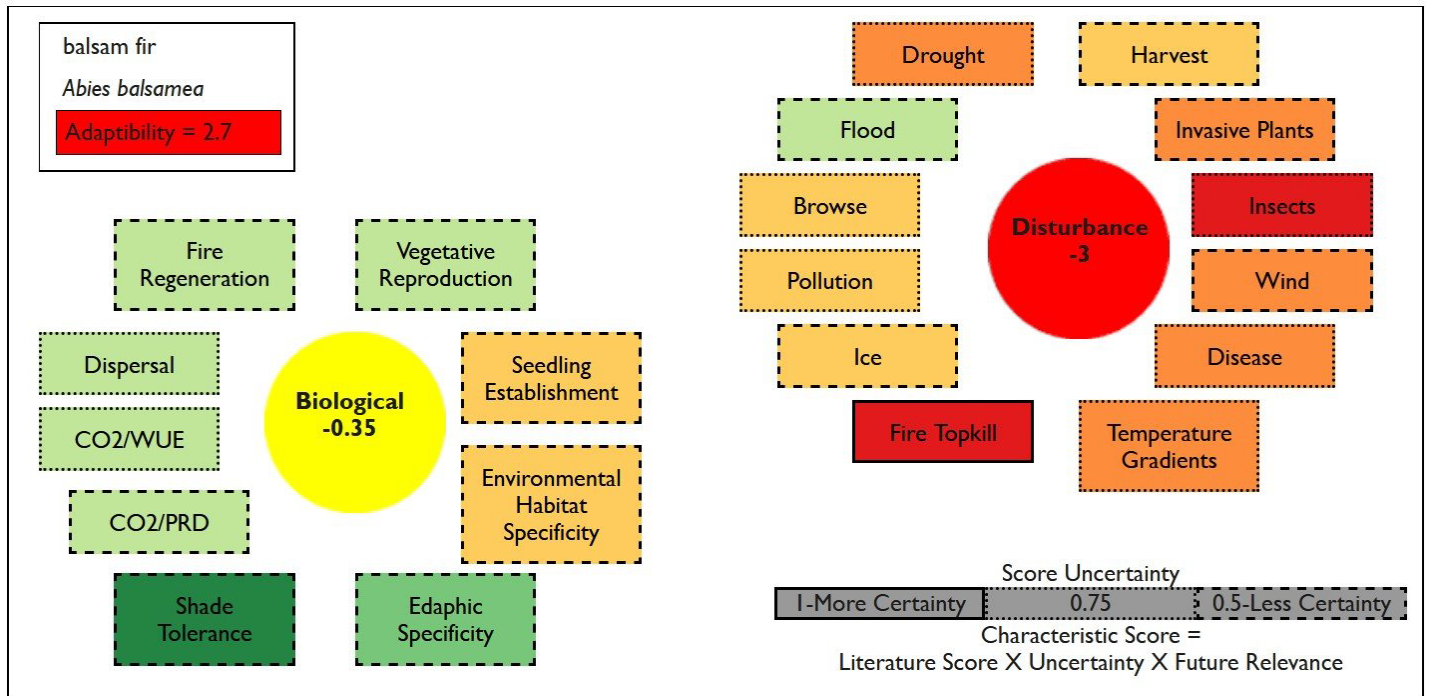 balsam fir
Abies balsamea
Adaptibility = 2.7
Fire
Regeneration
Vegetative
Reproduction
Dispersal
CO2/WUE
CO2/PRD
Shade
Tolerance
Edaphic
Specificity
Environmental
Habitat
Specificity
Seedling
Establishment
Biological
-0.35
Drought
Harvest
Flood
Invasive Plants
Browse
Insects
Pollution
Wind
Ice
Disease
Fire Topkill
Temperature
Gradients
Disturbance
-3
Score Uncertainty
1-More Certainty
0.75
0.5-Less Certainty
Characteristic Score =
Literature Score X Uncertainty X Future Relevance